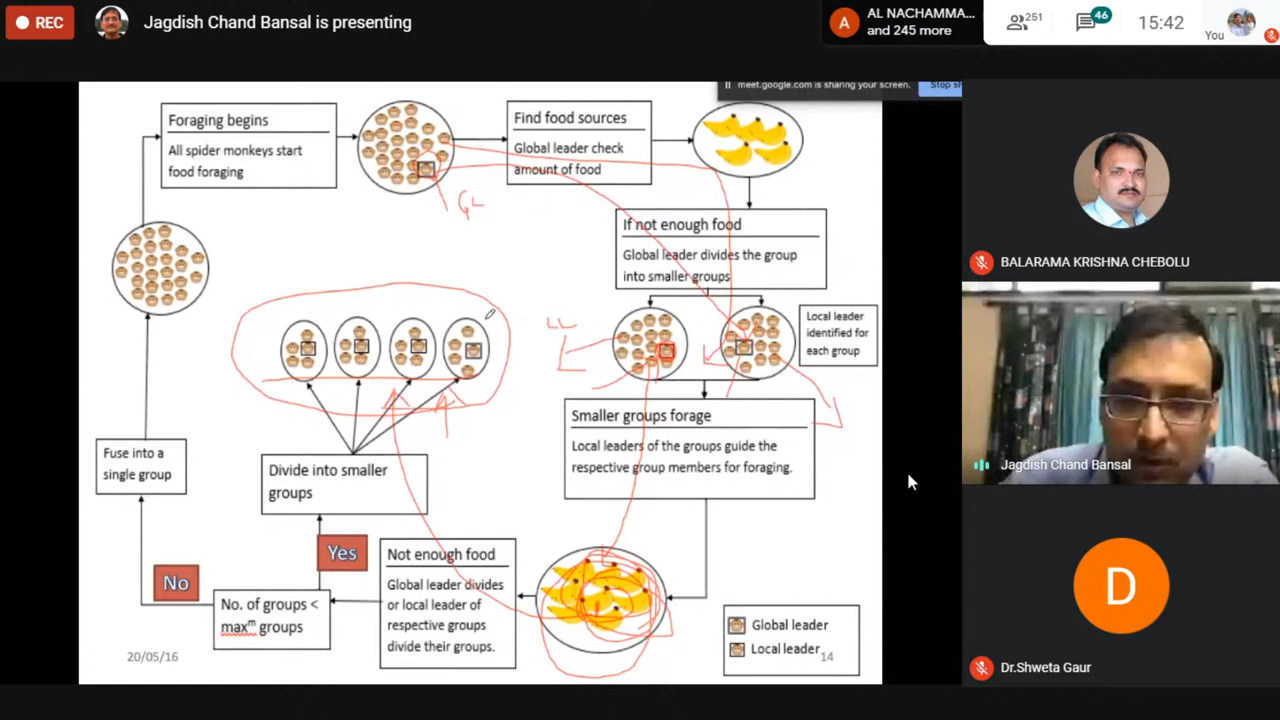 REC
Jagdish Chand Bansal is presenting
A
AL NACHAMMA...
and 245 more
251
46
15:42
You
meet.google.com is sharing your screen.
Stop sh
Foraging begins
All spider monkeys start
food foraging
Find food sources
Global leader check
amount of food
GL
If not enough food
Global leader divides the group
into smaller groups
Local leader
identified for
each group
LL
Smaller groups forage
Local leaders of the groups guide the
respective group members for foraging.
Fuse into a
single group
Divide into smaller
groups
Yes
No
No. of groups <
maxᵐ groups
Not enough food
Global leader divides
or local leader of
respective groups
divide their groups.
Global leader
Local leader
20/05/16
14
BALARAMA KRISHNA CHEBOLU
Jagdish Chand Bansal
D
Dr.Shweta Gaur